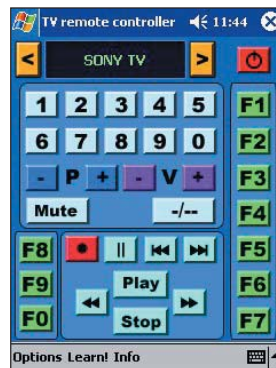 TV remote controller 11:44
< SONY TV >
1 2 3 4 5 F1
6 7 8 9 0 F2
- P + - V + F3
Mute -/-- F4
F8 F5
F9 Play F6
F0 Stop F7
Options Learn! Info